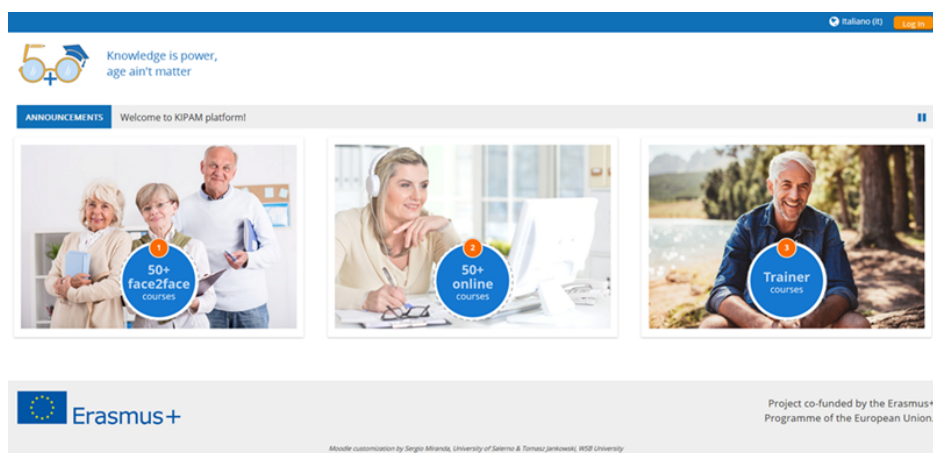 Italiano (it)
Log in
50+
Knowledge is power,
age ain't matter
ANNOUNCEMENTS
Welcome to KIPAM platform!
1
50+
face2face
courses
2
50+
online
courses
3
Trainer
courses
Erasmus+
Project co-funded by the Erasmus+
Programme of the European Union.
Moodle customization by Sergio Miranda, University of Salerno & Tomasz Jankowski, WSB University